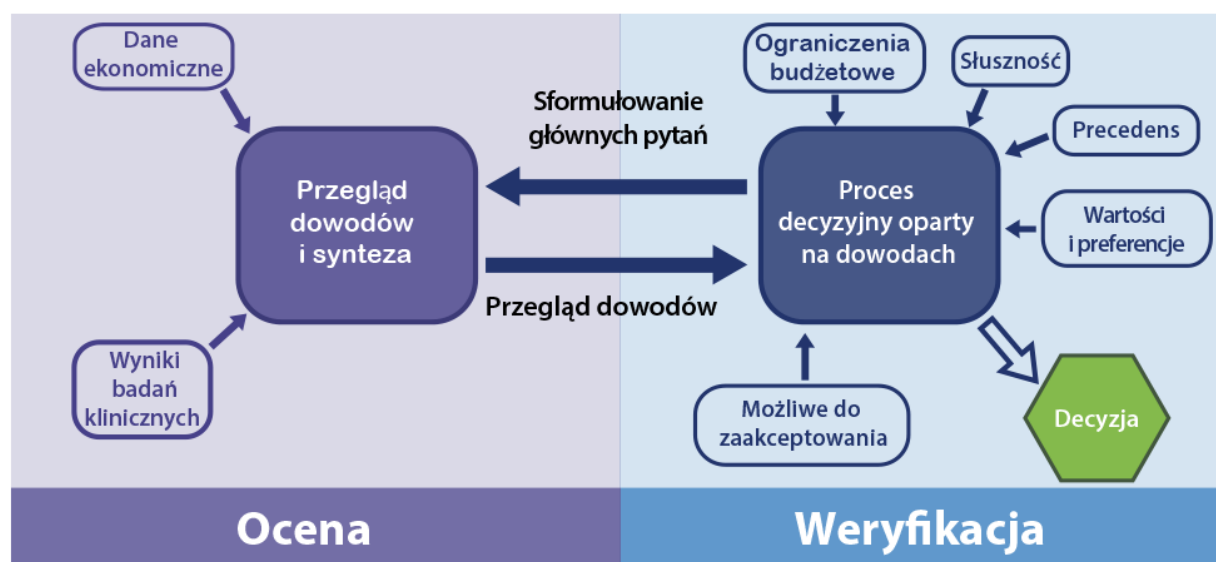 Dane
ekonomiczne
Przegląd
dowodów
i synteza
Wyniki
badań
klinicznych
Sformułowanie
głównych pytań
Przegląd dowodów
Ograniczenia
budżetowe
Słuszność
Precedens
Wartości
i preferencje
Proces
decyzyjny oparty
na dowodach
Możliwe do
zaakceptowania
Decyzja
Ocena
Weryfikacja